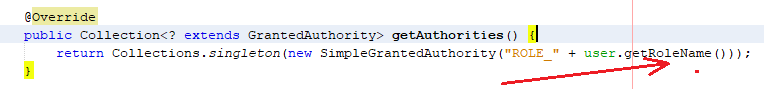 @Override
public Collection<? extends GrantedAuthority> getAuthorities() {
return Collections.singleton(new SimpleGrantedAuthority("ROLE_" + user.getRoleName()));
}